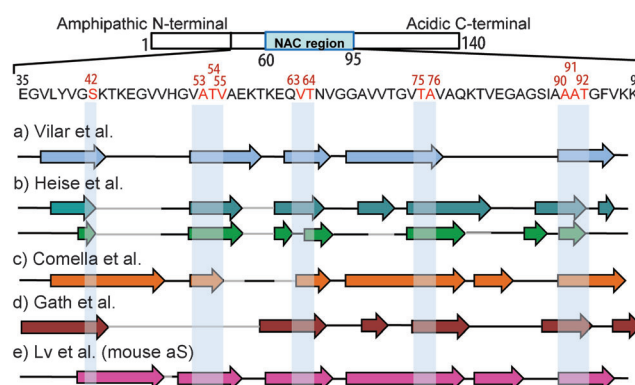 Amphipathic N-terminal Acidic C-terminal
1 NAC region 140
60 95
35 42 53 54 55 63 64 75 76 90 91 92 9
EGVLYVGSKTKEGVVHGVATVAEKTKEQVTNVGGAVVTGVTAVAQKTVEGAGSIAAATGFVKK
a) Vilar et al.
b) Heise et al.
c) Comella et al.
d) Gath et al.
e) Lv et al. (mouse aS)